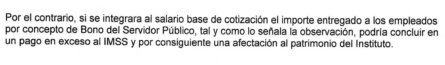 Por el contrario, si se integrara al salario base de cotización el importe entregado a los empleados
por concepto de Bono del Servidor Público, tal y como lo señala la observación, podría concluir en
un pago en exceso al IMSS y por consiguiente una afectación al patrimonio del Instituto.